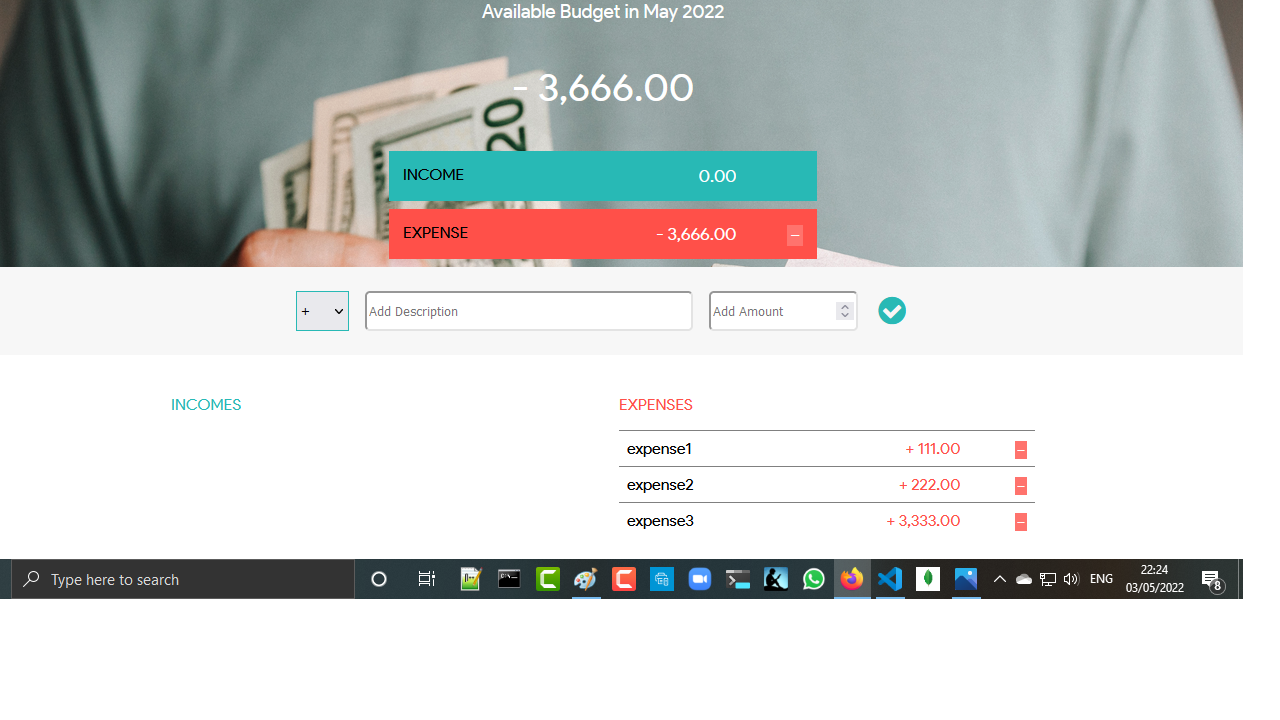 Available Budget in May 2022
- 3,666.00
20
INCOME 0.00
EXPENSE - 3,666.00 –
+ Add Description Add Amount
INCOMES EXPENSES
expense1 + 111.00 –
expense2 + 222.00 –
expense3 + 3,333.00 –
Type here to search ENG 22:24
03/05/2022 8